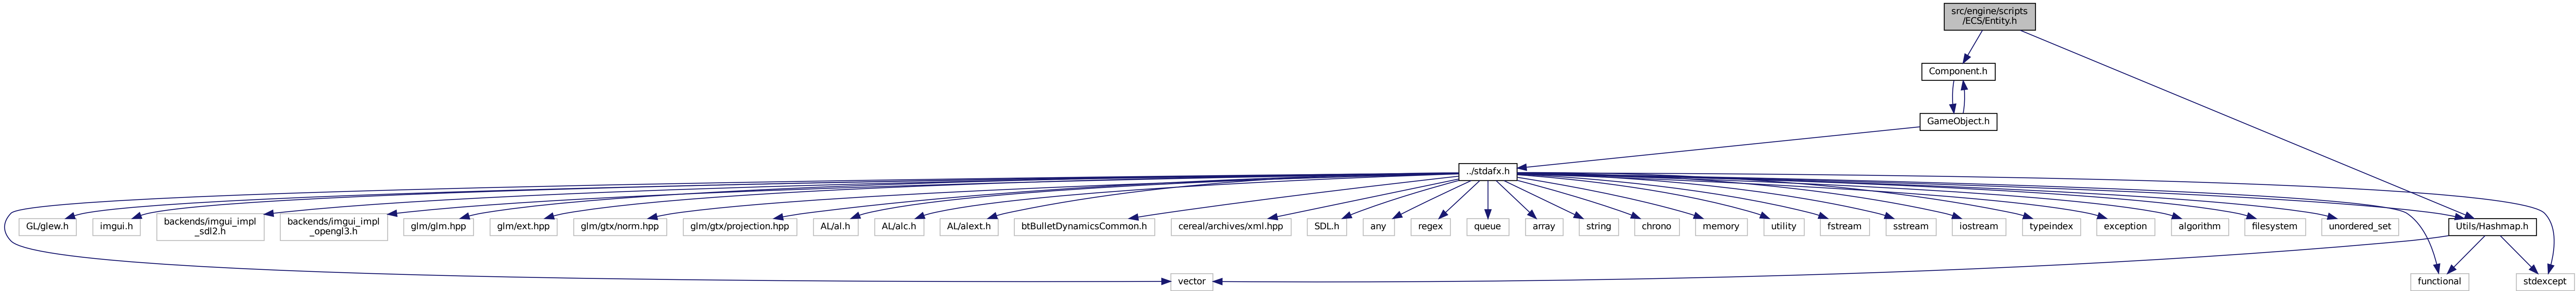 src/engine/scripts
/ECS/Entity.h
Component.h
GameObject.h
../stdafx.h
GL/glew.h
imgui.h
backends/imgui_impl
_sdl2.h
backends/imgui_impl
_opengl3.h
glm/glm.hpp
glm/ext.hpp
glm/gtx/norm.hpp
glm/gtx/projection.hpp
AL/al.h
AL/alc.h
AL/alext.h
btBulletDynamicsCommon.h
cereal/archives/xml.hpp
SDL.h
any
regex
queue
array
string
chrono
memory
utility
fstream
sstream
iostream
typeindex
exception
algorithm
filesystem
unordered_set
Utils/Hashmap.h
vector
functional
stdexcept